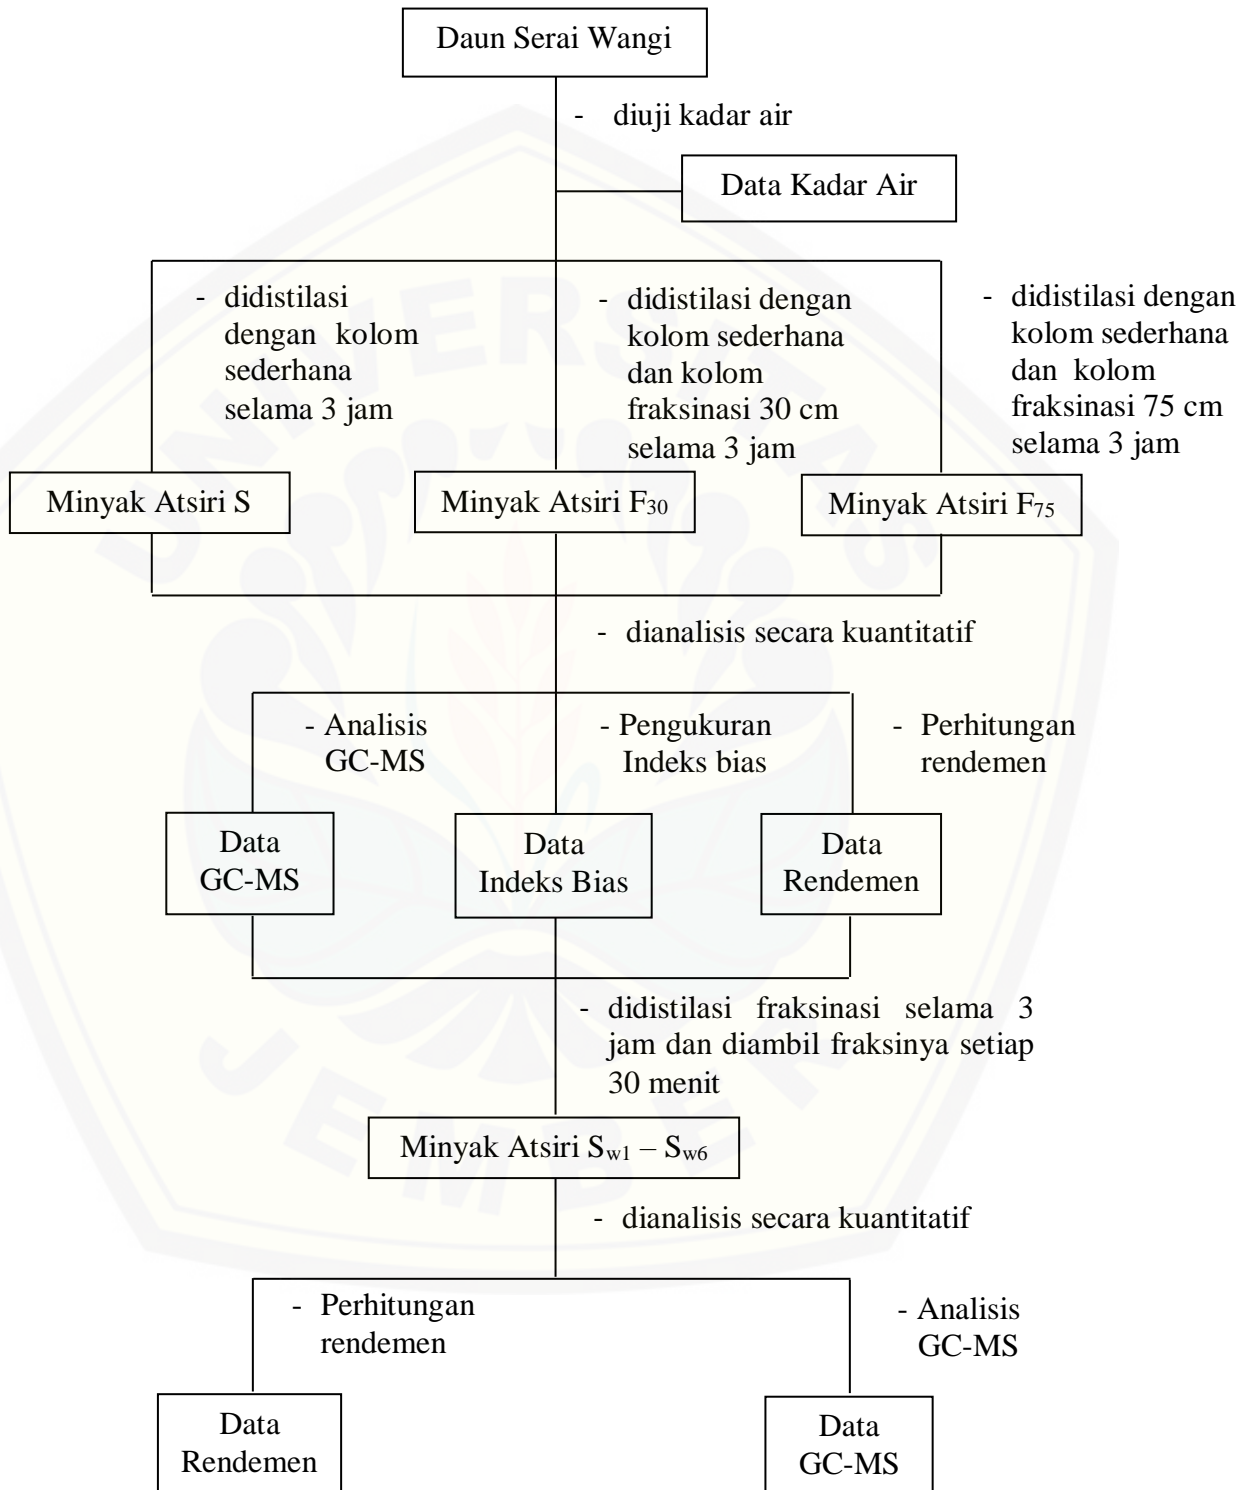 Daun Serai Wangi
- diuji kadar air
Data Kadar Air
- didistilasi
dengan kolom
sederhana
selama 3 jam
- didistilasi dengan
kolom sederhana
dan kolom
fraksinasi 30 cm
selama 3 jam
- didistilasi dengan
kolom sederhana
dan kolom
fraksinasi 75 cm
selama 3 jam
Minyak Atsiri S
Minyak Atsiri F₃₀
Minyak Atsiri F₇₅
- dianalisis secara kuantitatif
- Analisis
GC-MS
- Pengukuran
Indeks bias
- Perhitungan
rendemen
Data
GC-MS
Data
Indeks Bias
Data
Rendemen
- didistilasi fraksinasi selama 3
jam dan diambil fraksinya setiap
30 menit
Minyak Atsiri Sw1 – Sw6
- dianalisis secara kuantitatif
- Perhitungan
rendemen
- Analisis
GC-MS
Data
Rendemen
Data
GC-MS
UNIVERSITAS
JEMBER